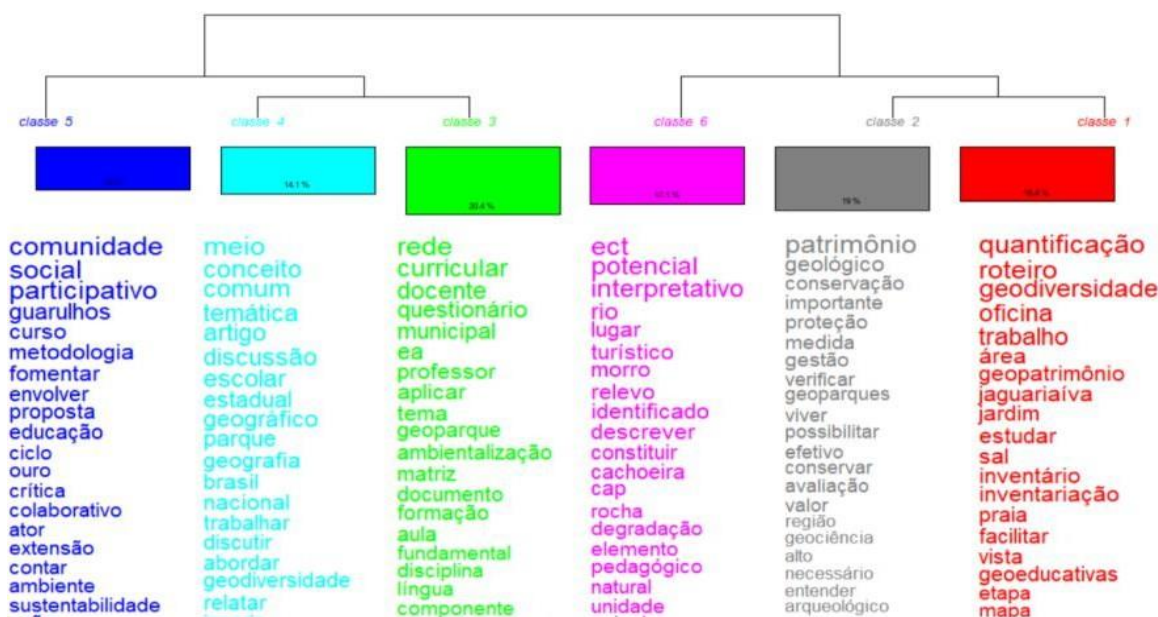 classe 5
classe 4
classe 3
classe 6
classe 2
classe 1
14.1 %
20.4 %
19 %
comunidade
social
participativo
guarulhos
curso
metodologia
fomentar
envolver
proposta
educação
ciclo
ouro
crítica
colaborativo
ator
extensão
contar
ambiente
sustentabilidade
meio
conceito
comum
temática
artigo
discussão
escolar
estadual
geográfico
parque
geografia
brasil
nacional
trabalhar
discutir
abordar
geodiversidade
relatar
rede
curricular
docente
questionário
municipal
ea
professor
aplicar
tema
geoparque
ambientalização
matriz
documento
formação
aula
fundamental
disciplina
língua
componente
ect
potencial
interpretativo
rio
lugar
turístico
morro
relevo
identificado
descrever
constituir
cachoeira
cap
rocha
degradação
elemento
pedagógico
natural
unidade
patrimônio
geológico
conservação
importante
proteção
medida
gestão
verificar
geoparques
viver
possibilitar
efetivo
conservar
avaliação
valor
região
geociência
alto
necessário
entender
arqueológico
quantificação
roteiro
geodiversidade
oficina
trabalho
área
geopatrimônio
jaguariaíva
jardim
estudar
sal
inventário
inventariação
praia
facilitar
vista
geoeducativas
etapa
mapa